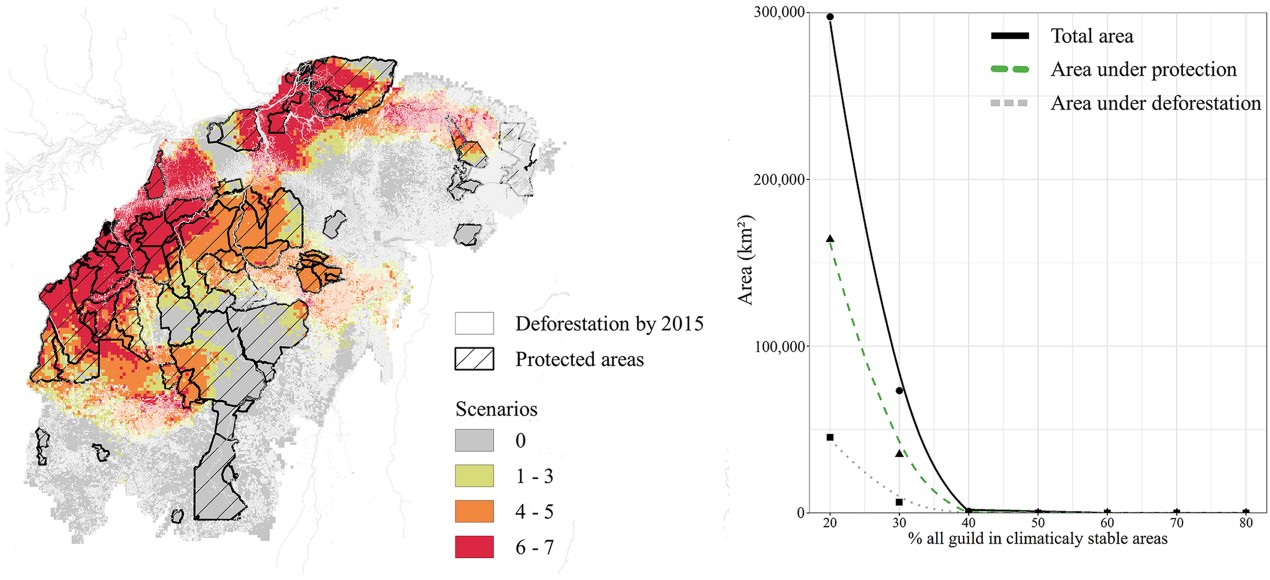 Deforestation by 2015
Protected areas
Scenarios
0
1 - 3
4 - 5
6 - 7
300,000
200,000
100,000
0
Area (km²)
Total area
Area under protection
Area under deforestation
20 30 40 50 60 70 80
% all guild in climaticaly stable areas